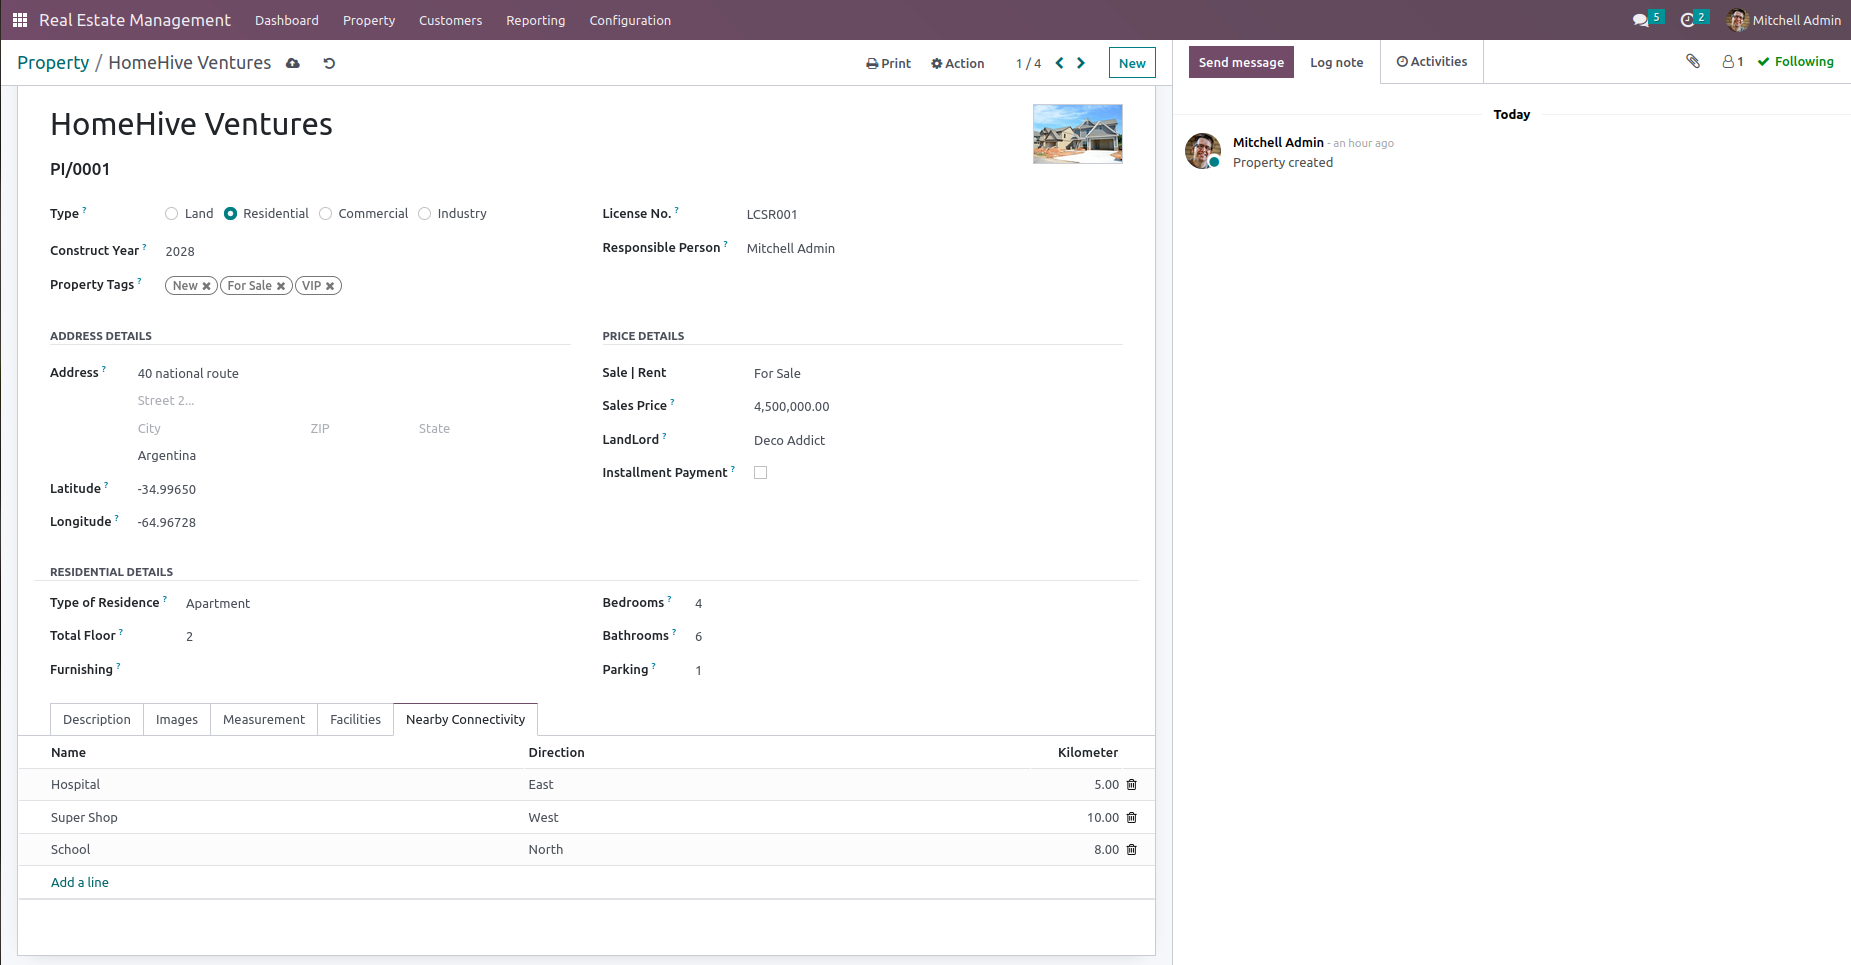 Real Estate Management Dashboard Property Customers Reporting Configuration 5 2 Mitchell Admin
Property / HomeHive Ventures Print Action 1 / 4 New
Send message Log note Activities 1 Following
HomeHive Ventures
PI/0001
Type ? Land Residential Commercial Industry
Construct Year ? 2028
Property Tags ? New For Sale VIP
License No. ? LCSR001
Responsible Person ? Mitchell Admin
ADDRESS DETAILS
Address ? 40 national route
Street 2...
City ZIP State
Argentina
Latitude ? -34.99650
Longitude ? -64.96728
PRICE DETAILS
Sale | Rent For Sale
Sales Price ? 4,500,000.00
LandLord ? Deco Addict
Installment Payment ?
RESIDENTIAL DETAILS
Type of Residence ? Apartment
Total Floor ? 2
Furnishing ?
Bedrooms ? 4
Bathrooms ? 6
Parking ? 1
Description Images Measurement Facilities Nearby Connectivity
Name Direction Kilometer
Hospital East 5.00
Super Shop West 10.00
School North 8.00
Add a line
Today
Mitchell Admin - an hour ago
Property created